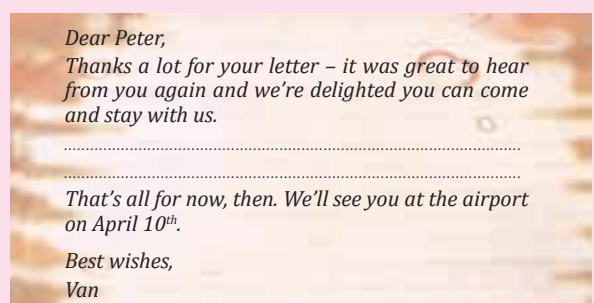 Dear Peter,
Thanks a lot for your letter – it was great to hear
from you again and we're delighted you can come
and stay with us.
....................................................................................................................
....................................................................................................................
That's all for now, then. We'll see you at the airport
on April 10th.
Best wishes,
Van